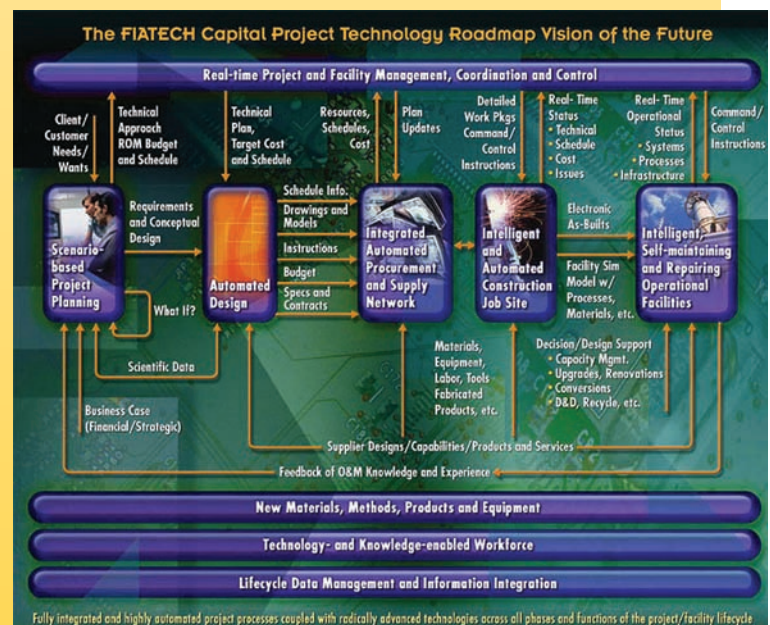 The FIATECH Capital Project Technology Roadmap Vision of the Future
Real-time Project and Facility Management, Coordination and Control
Client/
Customer
Needs/
Wants
Technical
Approach
ROM Budget
and Schedule
Technical
Plan,
Target Cost
and Schedule
Resources,
Schedules,
Cost
Plan
Updates
Detailed
Work Pkgs
Command/
Control
Instructions
Real- Time
Status
• Technical
• Schedule
• Cost
• Issues
Real- Time
Operational
Status
• Systems
• Processes
• Infrastructure
Command/
Control
Instructions
Scenario-
based
Project
Planning
Requirements
and Conceptual
Design
What If?
Automated
Design
Schedule Info.
Drawings and
Models
Instructions
Budget
Specs and
Contracts
Integrated
Automated
Procurement
and Supply
Network
Intelligent
and
Automated
Construction
Job Site
Electronic
As-Builts
Facility Sim
Model w/
Processes,
Materials, etc.
Intelligent,
Self-maintaining
and Repairing
Operational
Facilities
Scientific Data
Business Case
(Financial/Strategic)
Materials,
Equipment,
Labor, Tools
Fabricated
Products, etc.
Decision/Design Support
• Capacity Mgmt.
• Upgrades, Renovations
• Conversions
• D&D, Recycle, etc.
Supplier Designs/Capabilities/Products and Services
Feedback of O&M Knowledge and Experience
New Materials, Methods, Products and Equipment
Technology- and Knowledge-enabled Workforce
Lifecycle Data Management and Information Integration
Fully integrated and highly automated project processes coupled with radically advanced technologies across all phases and functions of the project/facility lifecycle